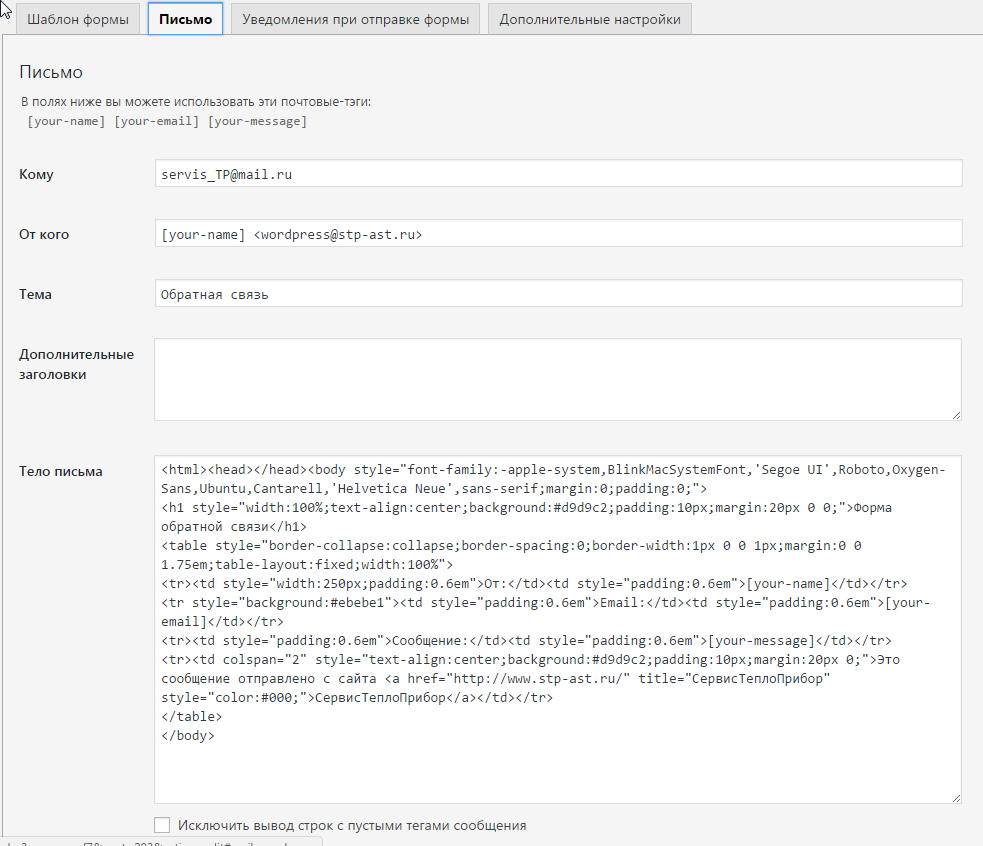 Шаблон формы Письмо Уведомления при отправке формы Дополнительные настройки
Письмо
В полях ниже вы можете использовать эти почтовые-тэги:
[your-name] [your-email] [your-message]
Кому servis_TP@mail.ru
От кого [your-name] <wordpress@stp-ast.ru>
Тема Обратная связь
Дополнительные
заголовки
Тело письма
<html><head></head><body style="font-family:-apple-system,BlinkMacSystemFont,'Segoe UI',Roboto,Oxygen-
Sans,Ubuntu,Cantarell,'Helvetica Neue',sans-serif;margin:0;padding:0;">
<h1 style="width:100%;text-align:center;background:#d9d9c2;padding:10px;margin:20px 0 0;">Форма
обратной связи</h1>
<table style="border-collapse:collapse;border-spacing:0;border-width:1px 0 0 1px;margin:0 0
1.75em;table-layout:fixed;width:100%">
<tr><td style="width:250px;padding:0.6em">От:</td><td style="padding:0.6em">[your-name]</td></tr>
<tr style="background:#ebebe1"><td style="padding:0.6em">Email:</td><td style="padding:0.6em">[your-
email]</td></tr>
<tr><td style="padding:0.6em">Сообщение:</td><td style="padding:0.6em">[your-message]</td></tr>
<tr><td colspan="2" style="text-align:center;background:#d9d9c2;padding:10px;margin:20px 0;">Это
сообщение отправлено с сайта <a href="http://www.stp-ast.ru/" title="СервисТеплоПрибор"
style="color:#000;">СервисТеплоПрибор</a></td></tr>
</table>
</body>
Исключить вывод строк с пустыми тегами сообщения